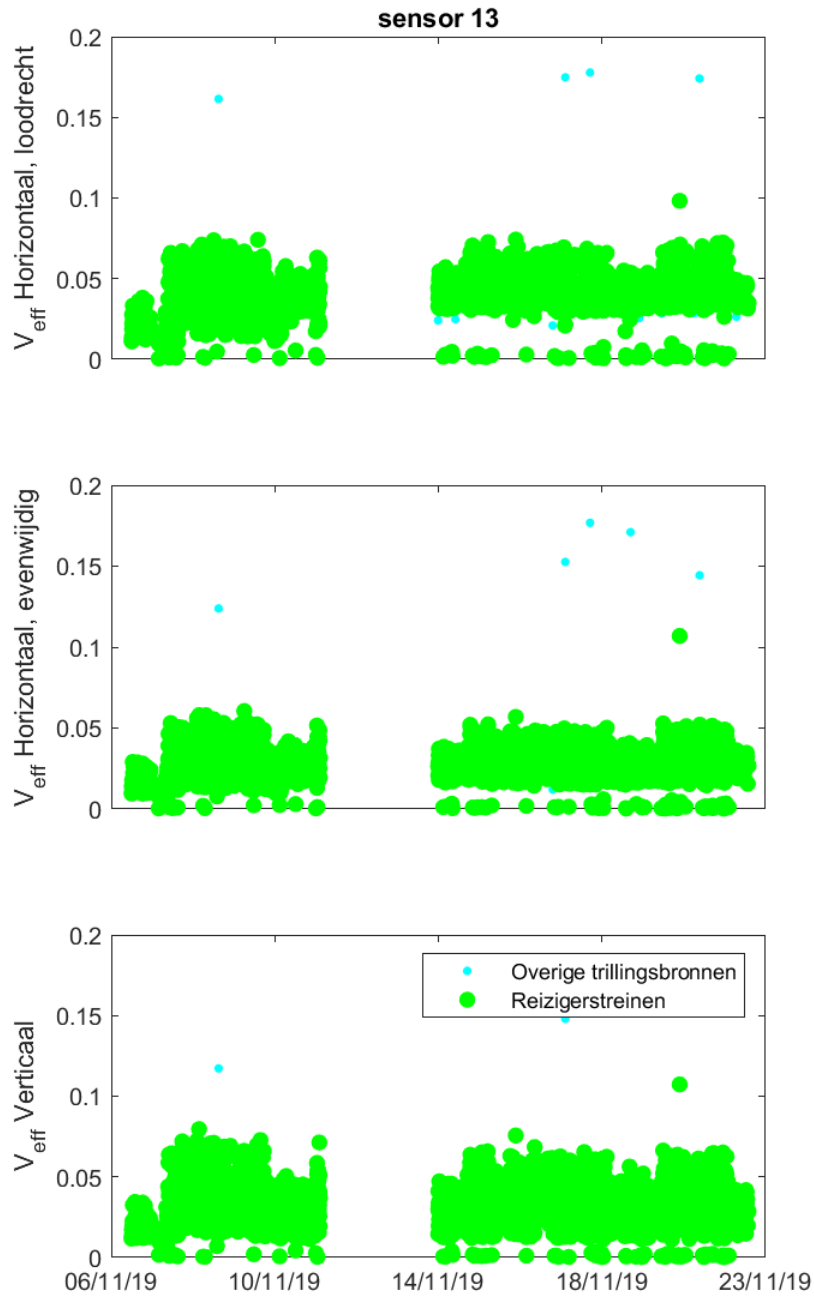 sensor 13
V_eff Horizontaal, loodrecht
0.2
0.15
0.1
0.05
0
V_eff Horizontaal, evenwijdig
0.2
0.15
0.1
0.05
0
V_eff Verticaal
0.2
0.15
0.1
0.05
0
Overige trillingsbronnen
Reizigerstreinen
06/11/19 10/11/19 14/11/19 18/11/19 23/11/19